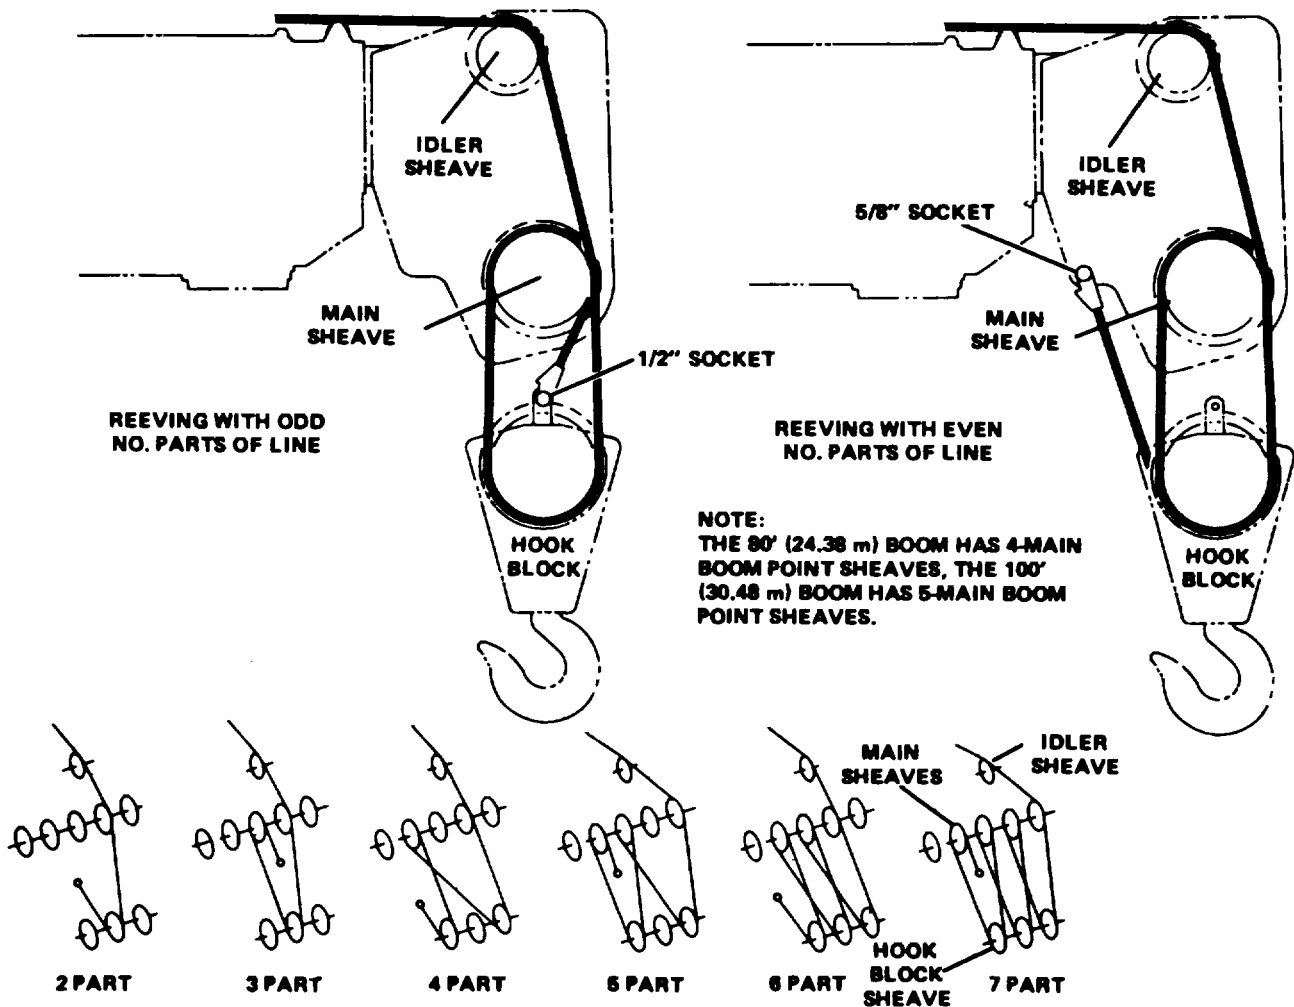 IDLER
SHEAVE
MAIN
SHEAVE
1/2" SOCKET
REEVING WITH ODD
NO. PARTS OF LINE
HOOK
BLOCK
IDLER
SHEAVE
5/8" SOCKET
MAIN
SHEAVE
REEVING WITH EVEN
NO. PARTS OF LINE
HOOK
BLOCK
NOTE:
THE 80' (24.38 m) BOOM HAS 4-MAIN
BOOM POINT SHEAVES, THE 100'
(30.48 m) BOOM HAS 5-MAIN BOOM
POINT SHEAVES.
MAIN
SHEAVES
IDLER
SHEAVE
HOOK
BLOCK
SHEAVE
2 PART
3 PART
4 PART
5 PART
6 PART
7 PART